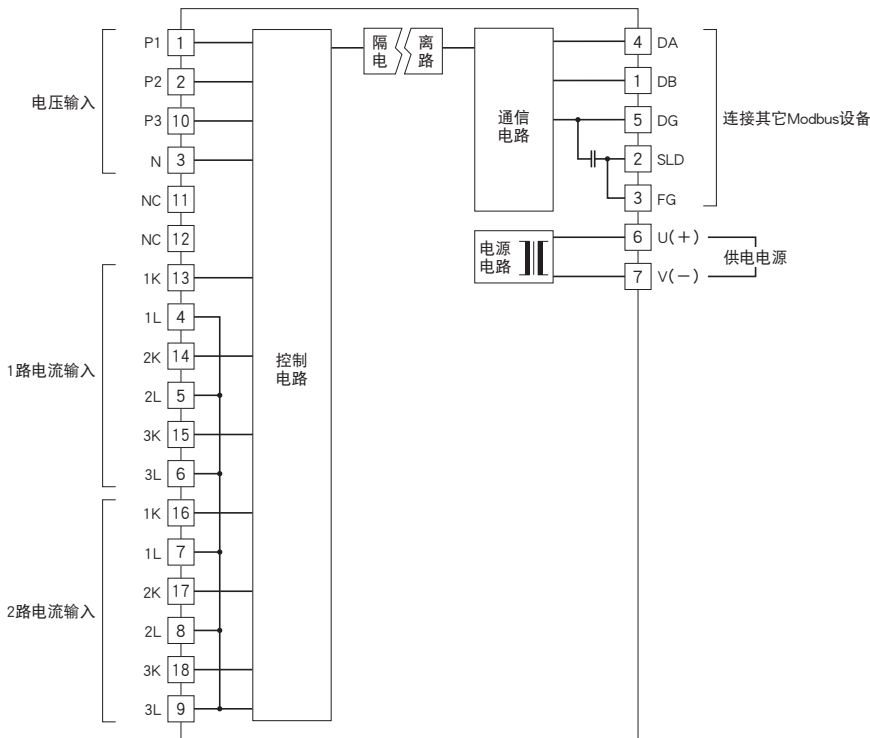 电压输入
P1 1
P2 2
P3 10
N 3
NC 11
NC 12
1路电流输入
1K 13
1L 4
2K 14
2L 5
3K 15
3L 6
2路电流输入
1K 16
1L 7
2K 17
2L 8
3K 18
3L 9
控制
电路
隔离
电路
通信
电路
4 DA
1 DB
5 DG
2 SLD
3 FG
连接其它Modbus设备
电源
电路
6 U(+)
7 V(−)
供电电源